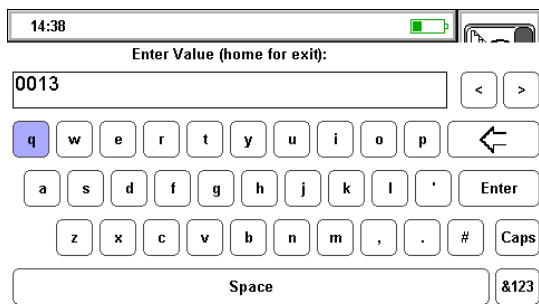 14:38
Enter Value (home for exit):
0013
< >
q w e r t y u i o p
a s d f g h j k l ' Enter
z x c v b n m , . # Caps
Space &123